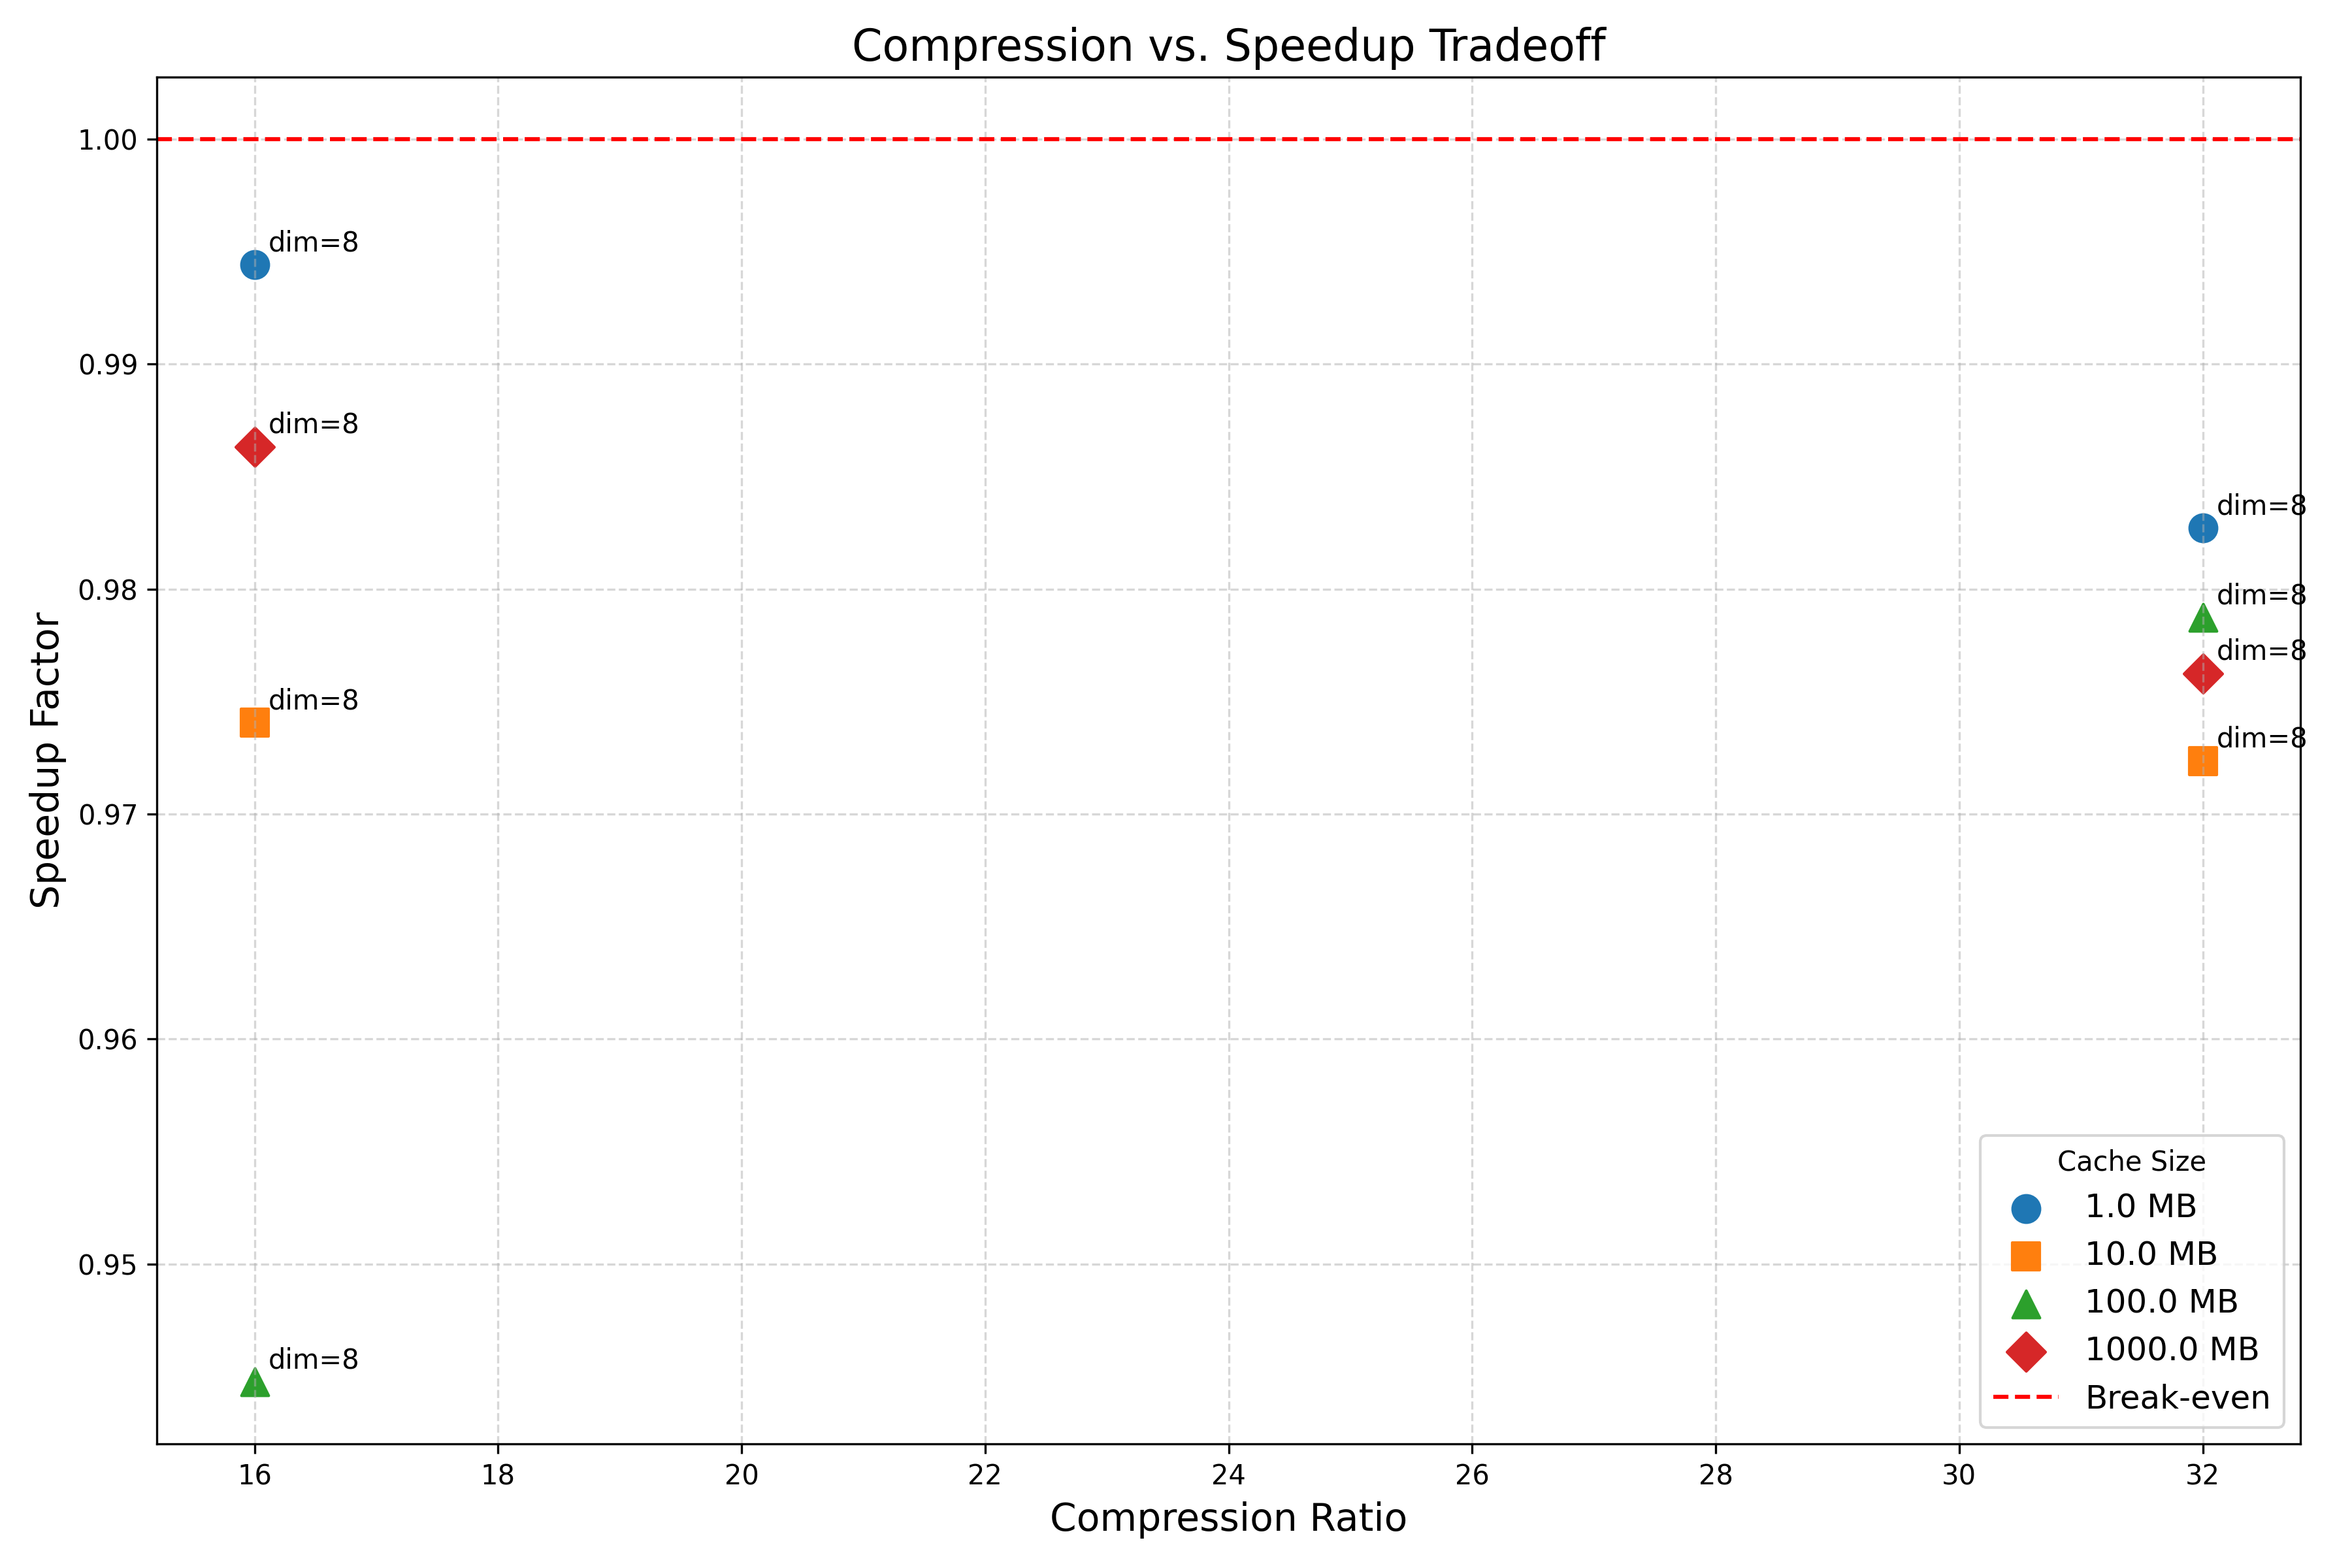 Compression vs. Speedup Tradeoff
Speedup Factor
1.00
0.99
0.98
0.97
0.96
0.95
dim=8
dim=8
dim=8
dim=8
dim=8
dim=8
dim=8
dim=8
Cache Size
1.0 MB
10.0 MB
100.0 MB
1000.0 MB
Break-even
16 18 20 22 24 26 28 30 32
Compression Ratio